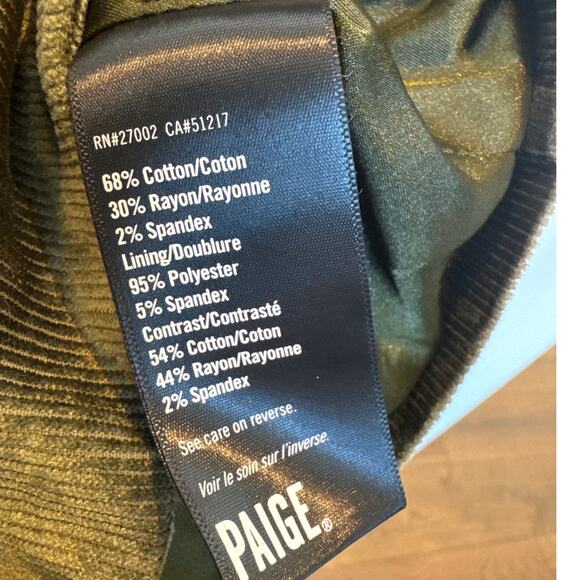 RN#27002 CA#51217
68% Cotton/Coton
30% Rayon/Rayonne
2% Spandex
Lining/Doublure
95% Polyester
5% Spandex
Contrast/Contrasté
54% Cotton/Coton
44% Rayon/Rayonne
2% Spandex
See care on reverse.
Voir le soin sur l'inverse.
PAIGE®